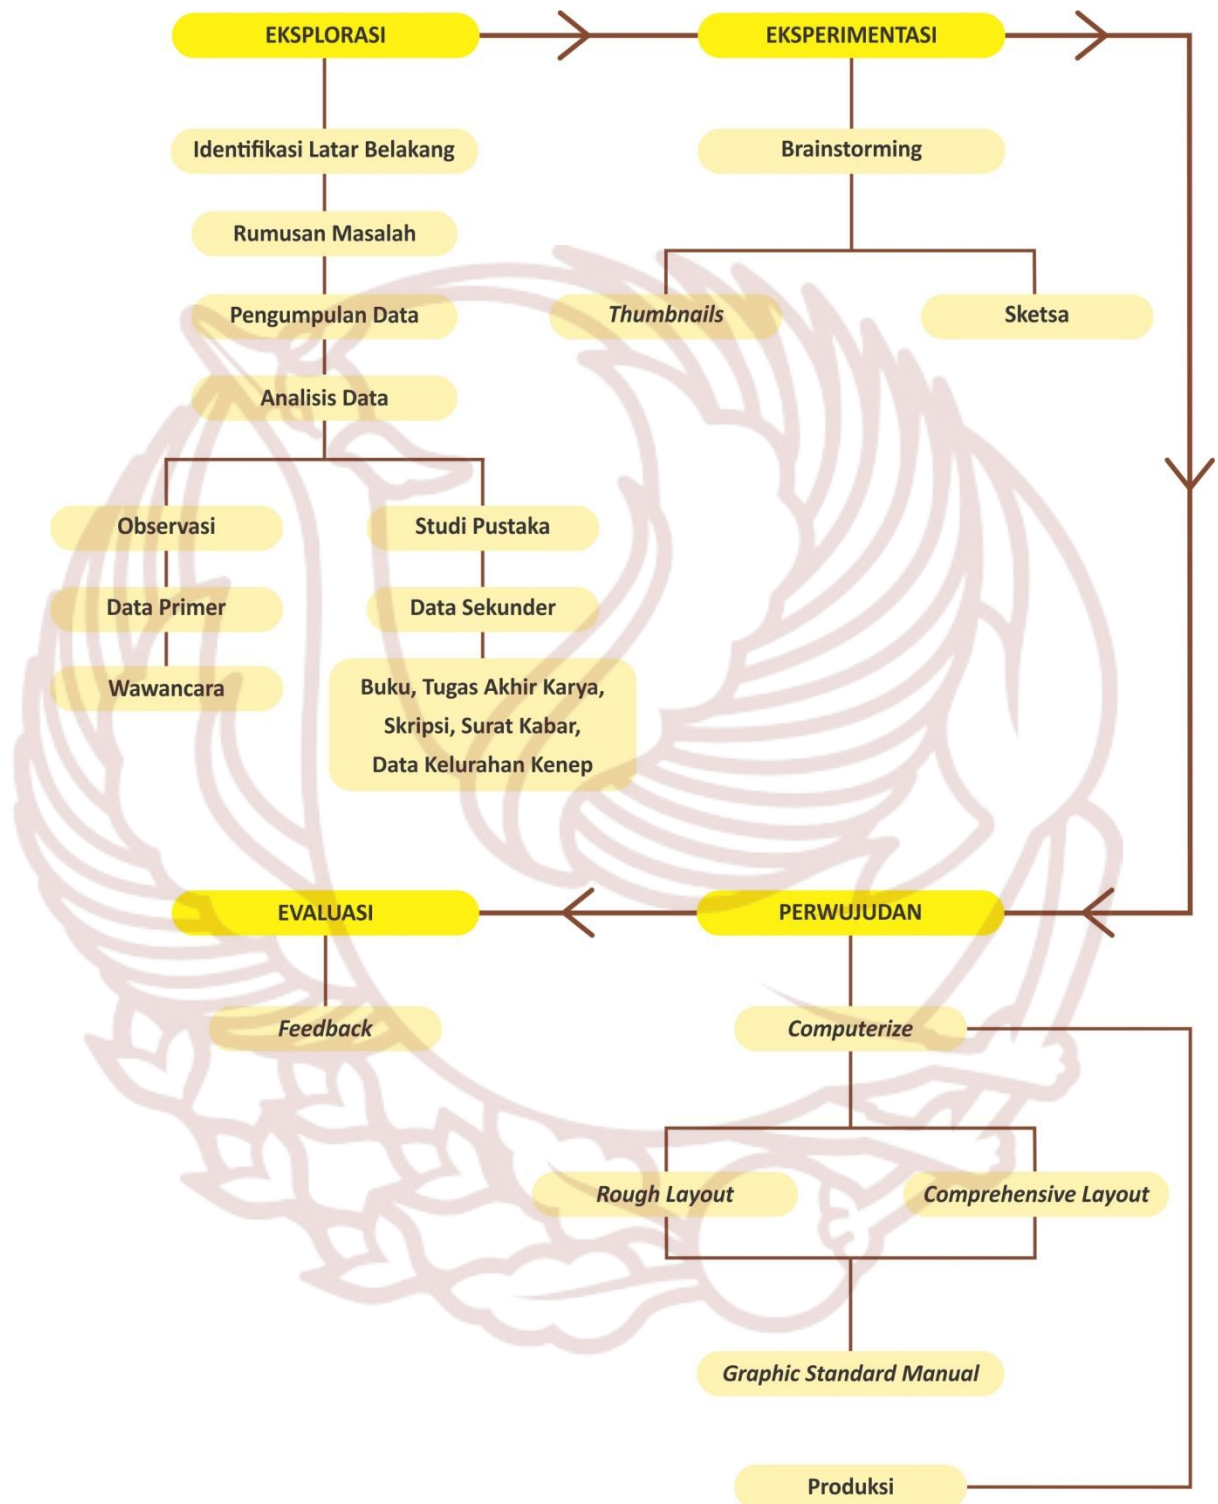 EKSPLORASI
Identifikasi Latar Belakang
Rumusan Masalah
Pengumpulan Data
Analisis Data
Observasi
Data Primer
Wawancara
Studi Pustaka
Data Sekunder
Buku, Tugas Akhir Karya,
Skripsi, Surat Kabar,
Data Kelurahan Kenep
EKSPERIMENTASI
Brainstorming
Thumbnails
Sketsa
PERWUJUDAN
Computerize
Rough Layout
Comprehensive Layout
Graphic Standard Manual
Produksi
EVALUASI
Feedback